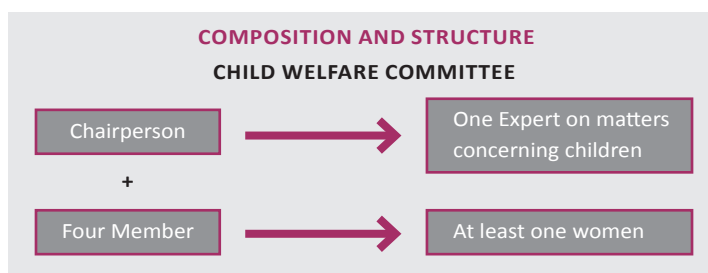 COMPOSITION AND STRUCTURE
CHILD WELFARE COMMITTEE
Chairperson
One Expert on matters
concerning children
+
Four Member
At least one women